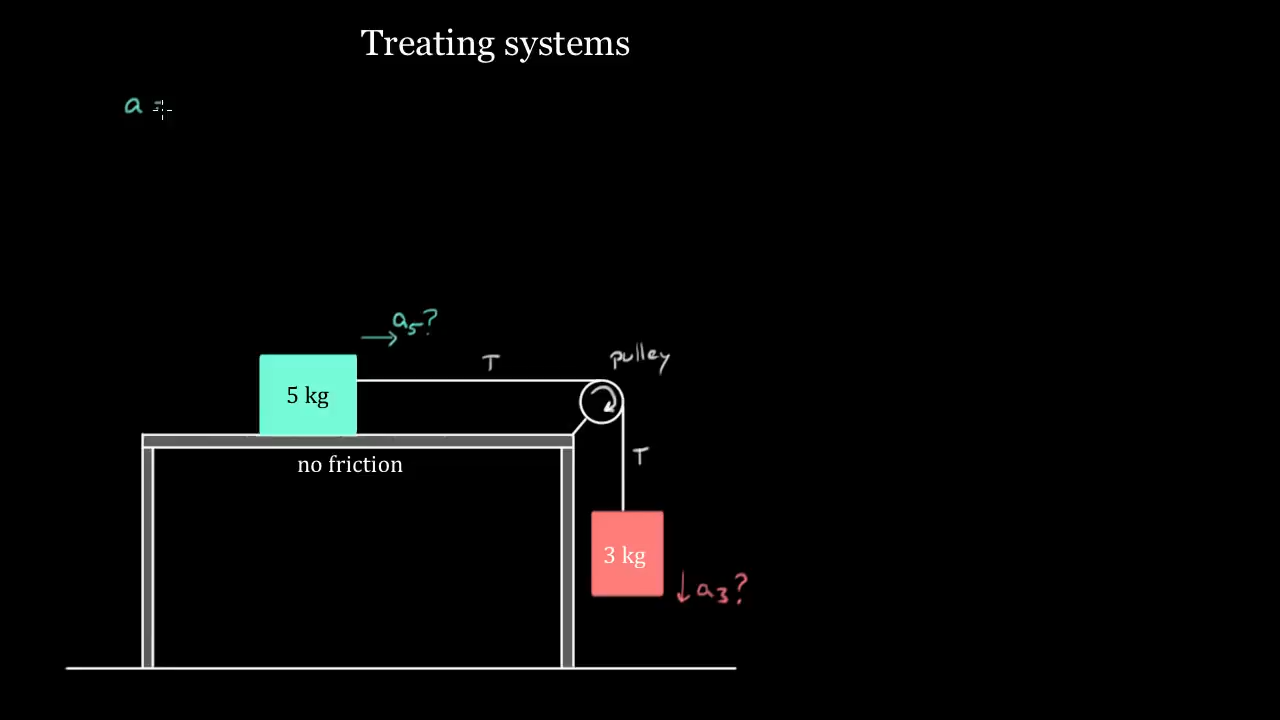 Treating systems
a =
a₅?
T
pulley
5 kg
T
no friction
3 kg
a₃?